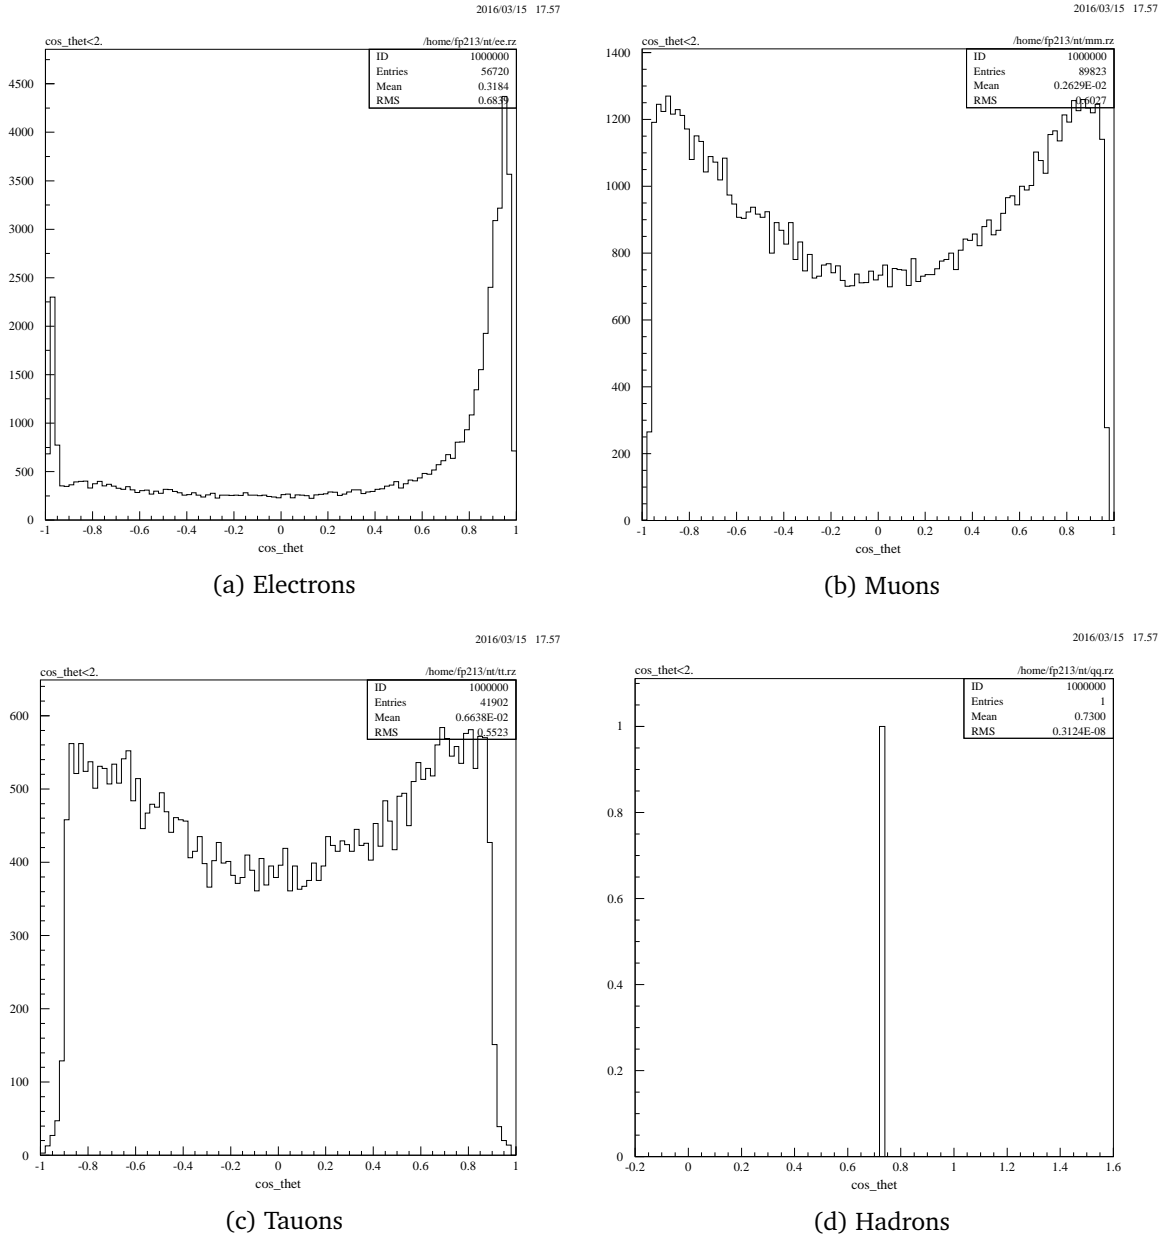 2016/03/15 17.57
cos_thet<2.
/home/fp213/nt/ee.rz
ID 1000000
Entries 56720
Mean 0.3184
RMS 0.6839
4500
4000
3500
3000
2500
2000
1500
1000
500
0
-1 -0.8 -0.6 -0.4 -0.2 0 0.2 0.4 0.6 0.8 1
cos_thet
(a) Electrons
2016/03/15 17.57
cos_thet<2.
/home/fp213/nt/mm.rz
ID 1000000
Entries 89823
Mean 0.2629E-02
RMS 0.6027
1400
1200
1000
800
600
400
200
0
-1 -0.8 -0.6 -0.4 -0.2 0 0.2 0.4 0.6 0.8 1
cos_thet
(b) Muons
2016/03/15 17.57
cos_thet<2.
/home/fp213/nt/tt.rz
ID 1000000
Entries 41902
Mean 0.6638E-02
RMS 0.5523
600
500
400
300
200
100
0
-1 -0.8 -0.6 -0.4 -0.2 0 0.2 0.4 0.6 0.8 1
cos_thet
(c) Tauons
2016/03/15 17.57
cos_thet<2.
/home/fp213/nt/qq.rz
ID 1000000
Entries 1
Mean 0.7300
RMS 0.3124E-08
1
0.8
0.6
0.4
0.2
0
-0.2 0 0.2 0.4 0.6 0.8 1 1.2 1.4 1.6
cos_thet
(d) Hadrons